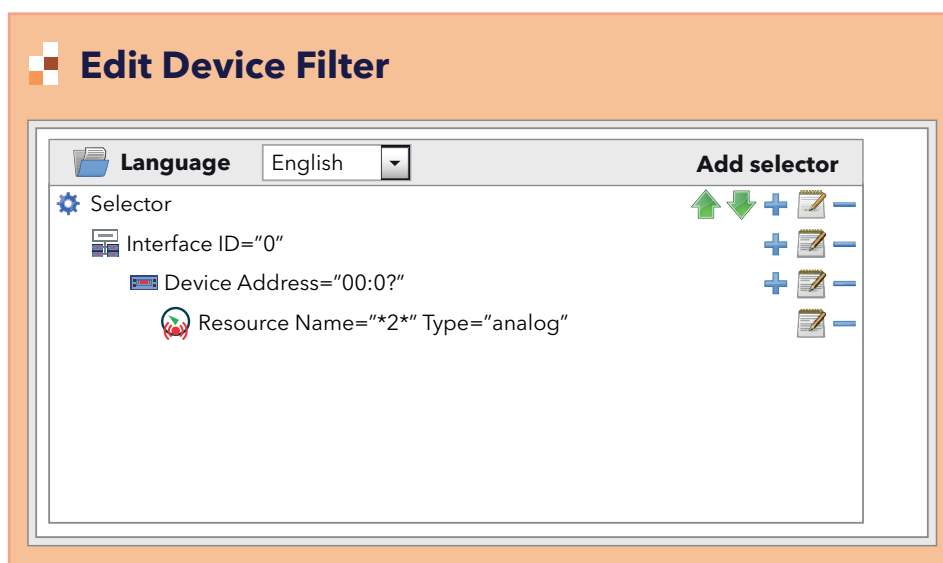 Edit Device Filter
Language English Add selector
Selector
Interface ID=”0”
Device Address=”00:0?”
Resource Name=”*2*” Type=”analog”